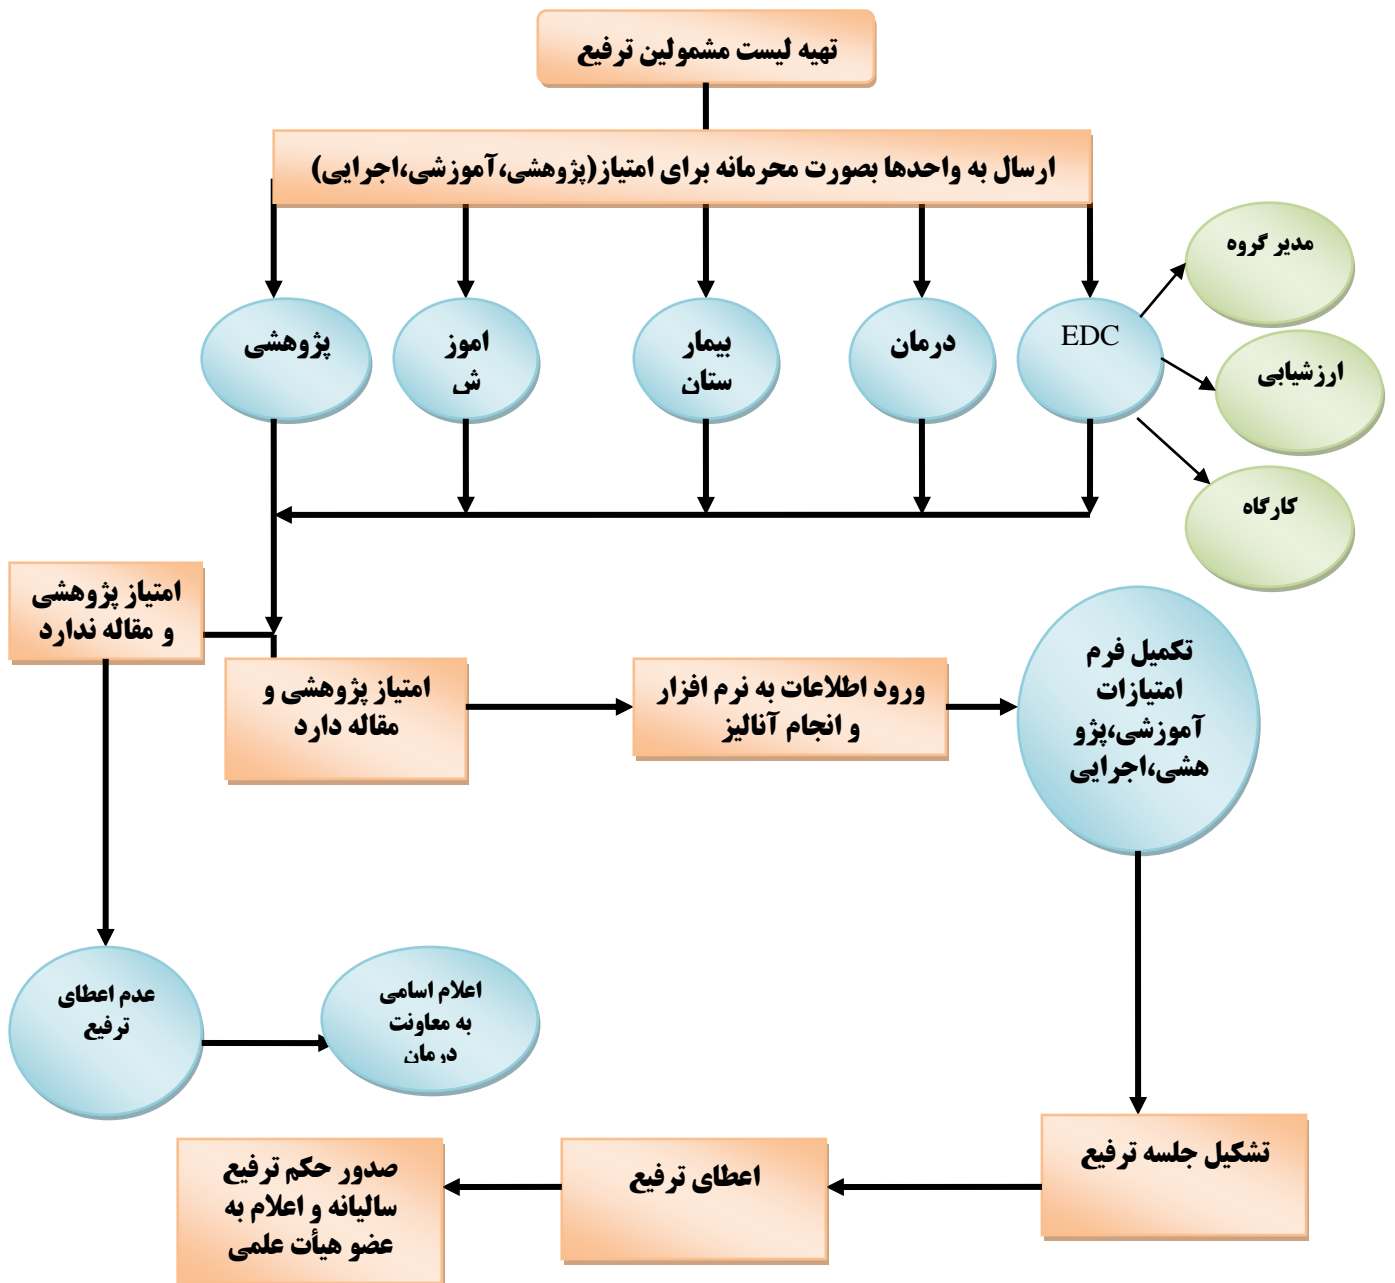 تهیه لیست مشمولین ترفیع
ارسال به واحدها بصورت محرمانه برای امتیاز(پژوهشی،آموزشی،اجرایی)
مدیر گروه
EDC
درمان
بیمار
ستان
اموز
ش
پژوهشی
ارزشیابی
کارگاه
امتیاز پژوهشی
و مقاله ندارد
امتیاز پژوهشی و
مقاله دارد
ورود اطلاعات به نرم افزار
و انجام آنالیز
تکمیل فرم
امتیازات
آموزشی،پژو
هشی،اجرایی
عدم اعطای
ترفیع
اعلام اسامی
به معاونت
درمان
تشکیل جلسه ترفیع
اعطای ترفیع
صدور حکم ترفیع
سالیانه و اعلام به
عضو هیأت علمی